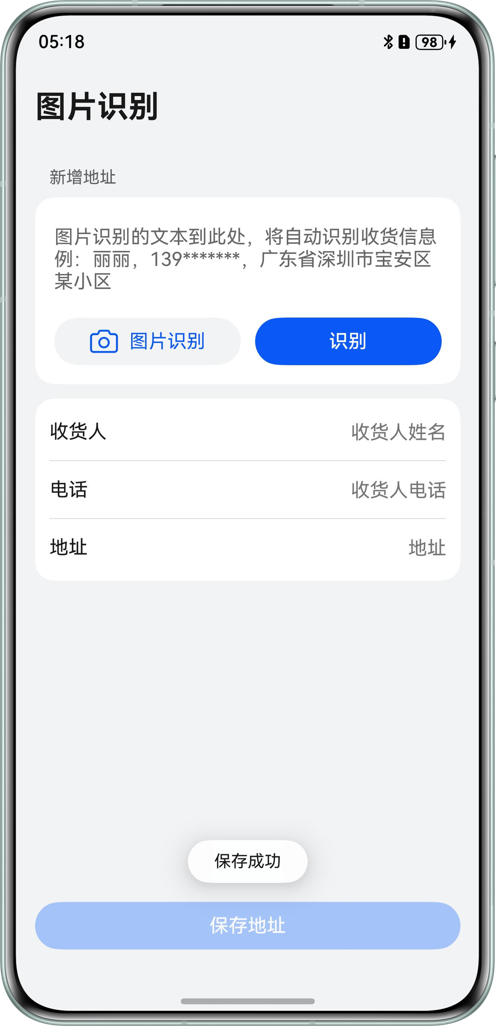 05:18
98
图片识别
新增地址
图片识别的文本到此处，将自动识别收货信息
例：丽丽，139*******，广东省深圳市宝安区
某小区
图片识别
识别
收货人
收货人姓名
电话
收货人电话
地址
地址
保存成功
保存地址